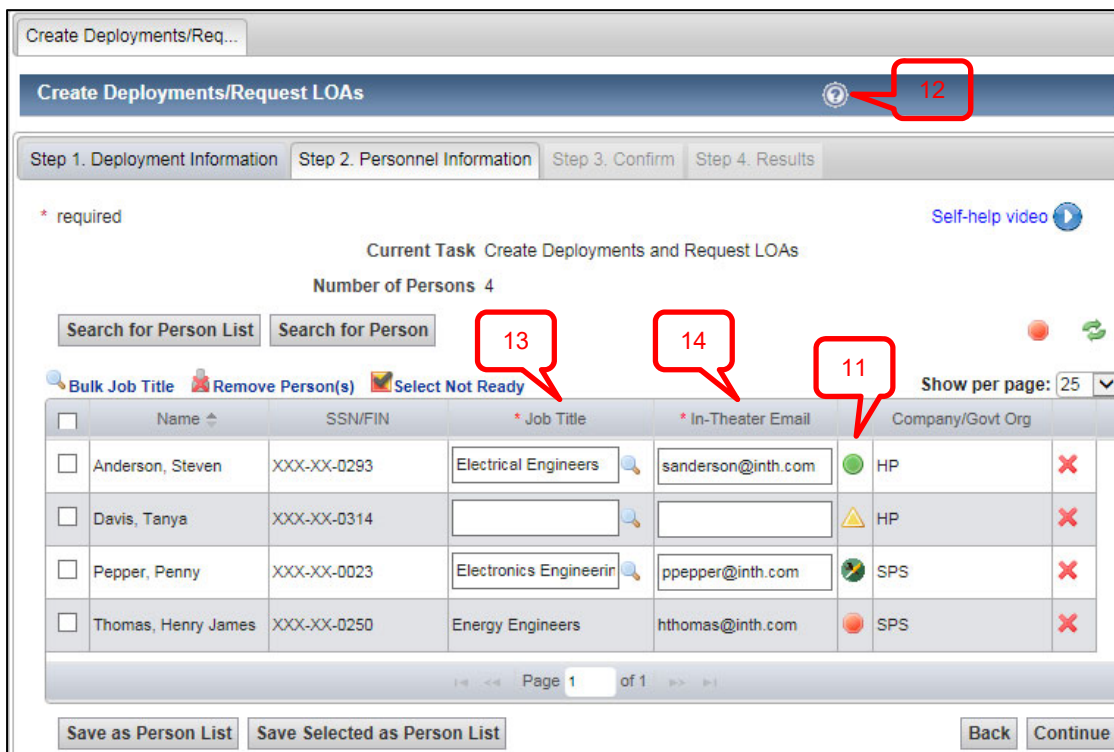 Create Deployments/Req...
Create Deployments/Request LOAs
12
Step 1. Deployment Information Step 2. Personnel Information Step 3. Confirm Step 4. Results
* required Self-help video
Current Task Create Deployments and Request LOAs
Number of Persons 4
Search for Person List Search for Person
13 14 11
Bulk Job Title Remove Person(s) Select Not Ready Show per page: 25
Name SSN/FIN * Job Title * In-Theater Email Company/Govt Org
Anderson, Steven XXX-XX-0293 Electrical Engineers sanderson@inth.com HP
Davis, Tanya XXX-XX-0314 HP
Pepper, Penny XXX-XX-0023 Electronics Engineerin ppepper@inth.com SPS
Thomas, Henry James XXX-XX-0250 Energy Engineers hthomas@inth.com SPS
Page 1 of 1
Save as Person List Save Selected as Person List Back Continue